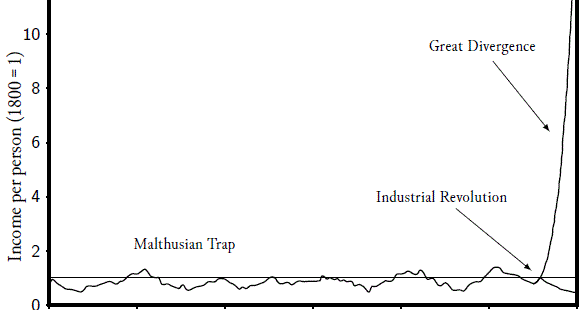 Income per person (1800 = 1)
10
8
6
4
2
0
Great Divergence
Industrial Revolution
Malthusian Trap